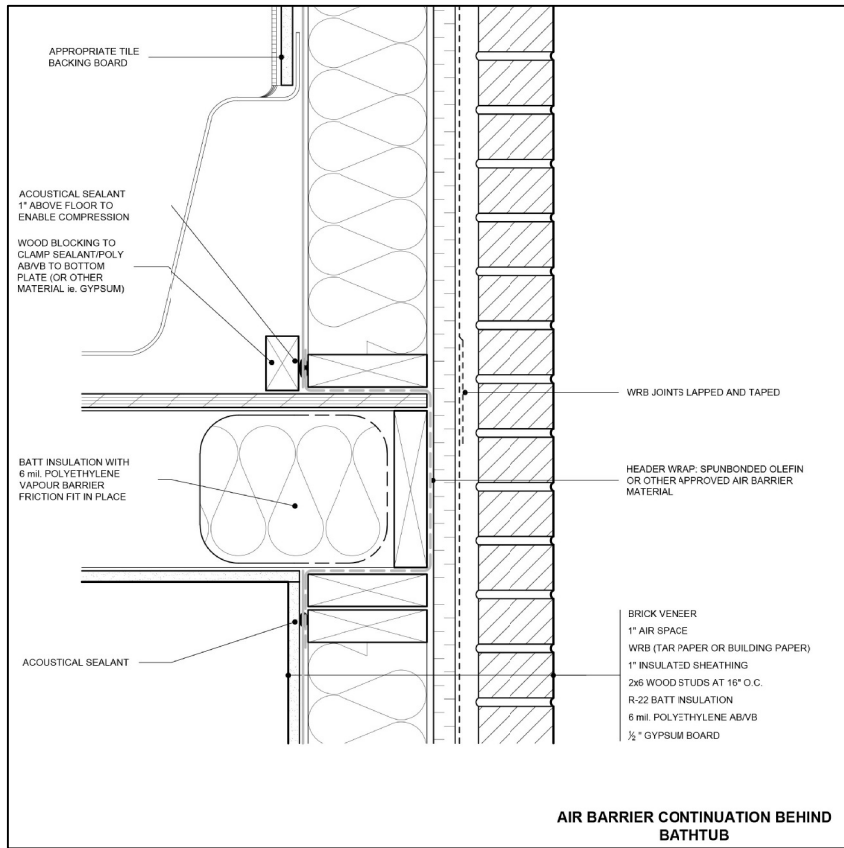 APPROPRIATE TILE
BACKING BOARD
ACOUSTICAL SEALANT
1" ABOVE FLOOR TO
ENABLE COMPRESSION
WOOD BLOCKING TO
CLAMP SEALANT/POLY
AB/VB TO BOTTOM
PLATE (OR OTHER
MATERIAL ie. GYPSUM)
WRB JOINTS LAPPED AND TAPED
BATT INSULATION WITH
6 mil. POLYETHYLENE
VAPOUR BARRIER
FRICTION FIT IN PLACE
HEADER WRAP: SPUNBONDED OLEFIN
OR OTHER APPROVED AIR BARRIER
MATERIAL
ACOUSTICAL SEALANT
BRICK VENEER
1" AIR SPACE
WRB (TAR PAPER OR BUILDING PAPER)
1" INSULATED SHEATHING
2x6 WOOD STUDS AT 16" O.C.
R-22 BATT INSULATION
6 mil. POLYETHYLENE AB/VB
½ " GYPSUM BOARD
AIR BARRIER CONTINUATION BEHIND
BATHTUB